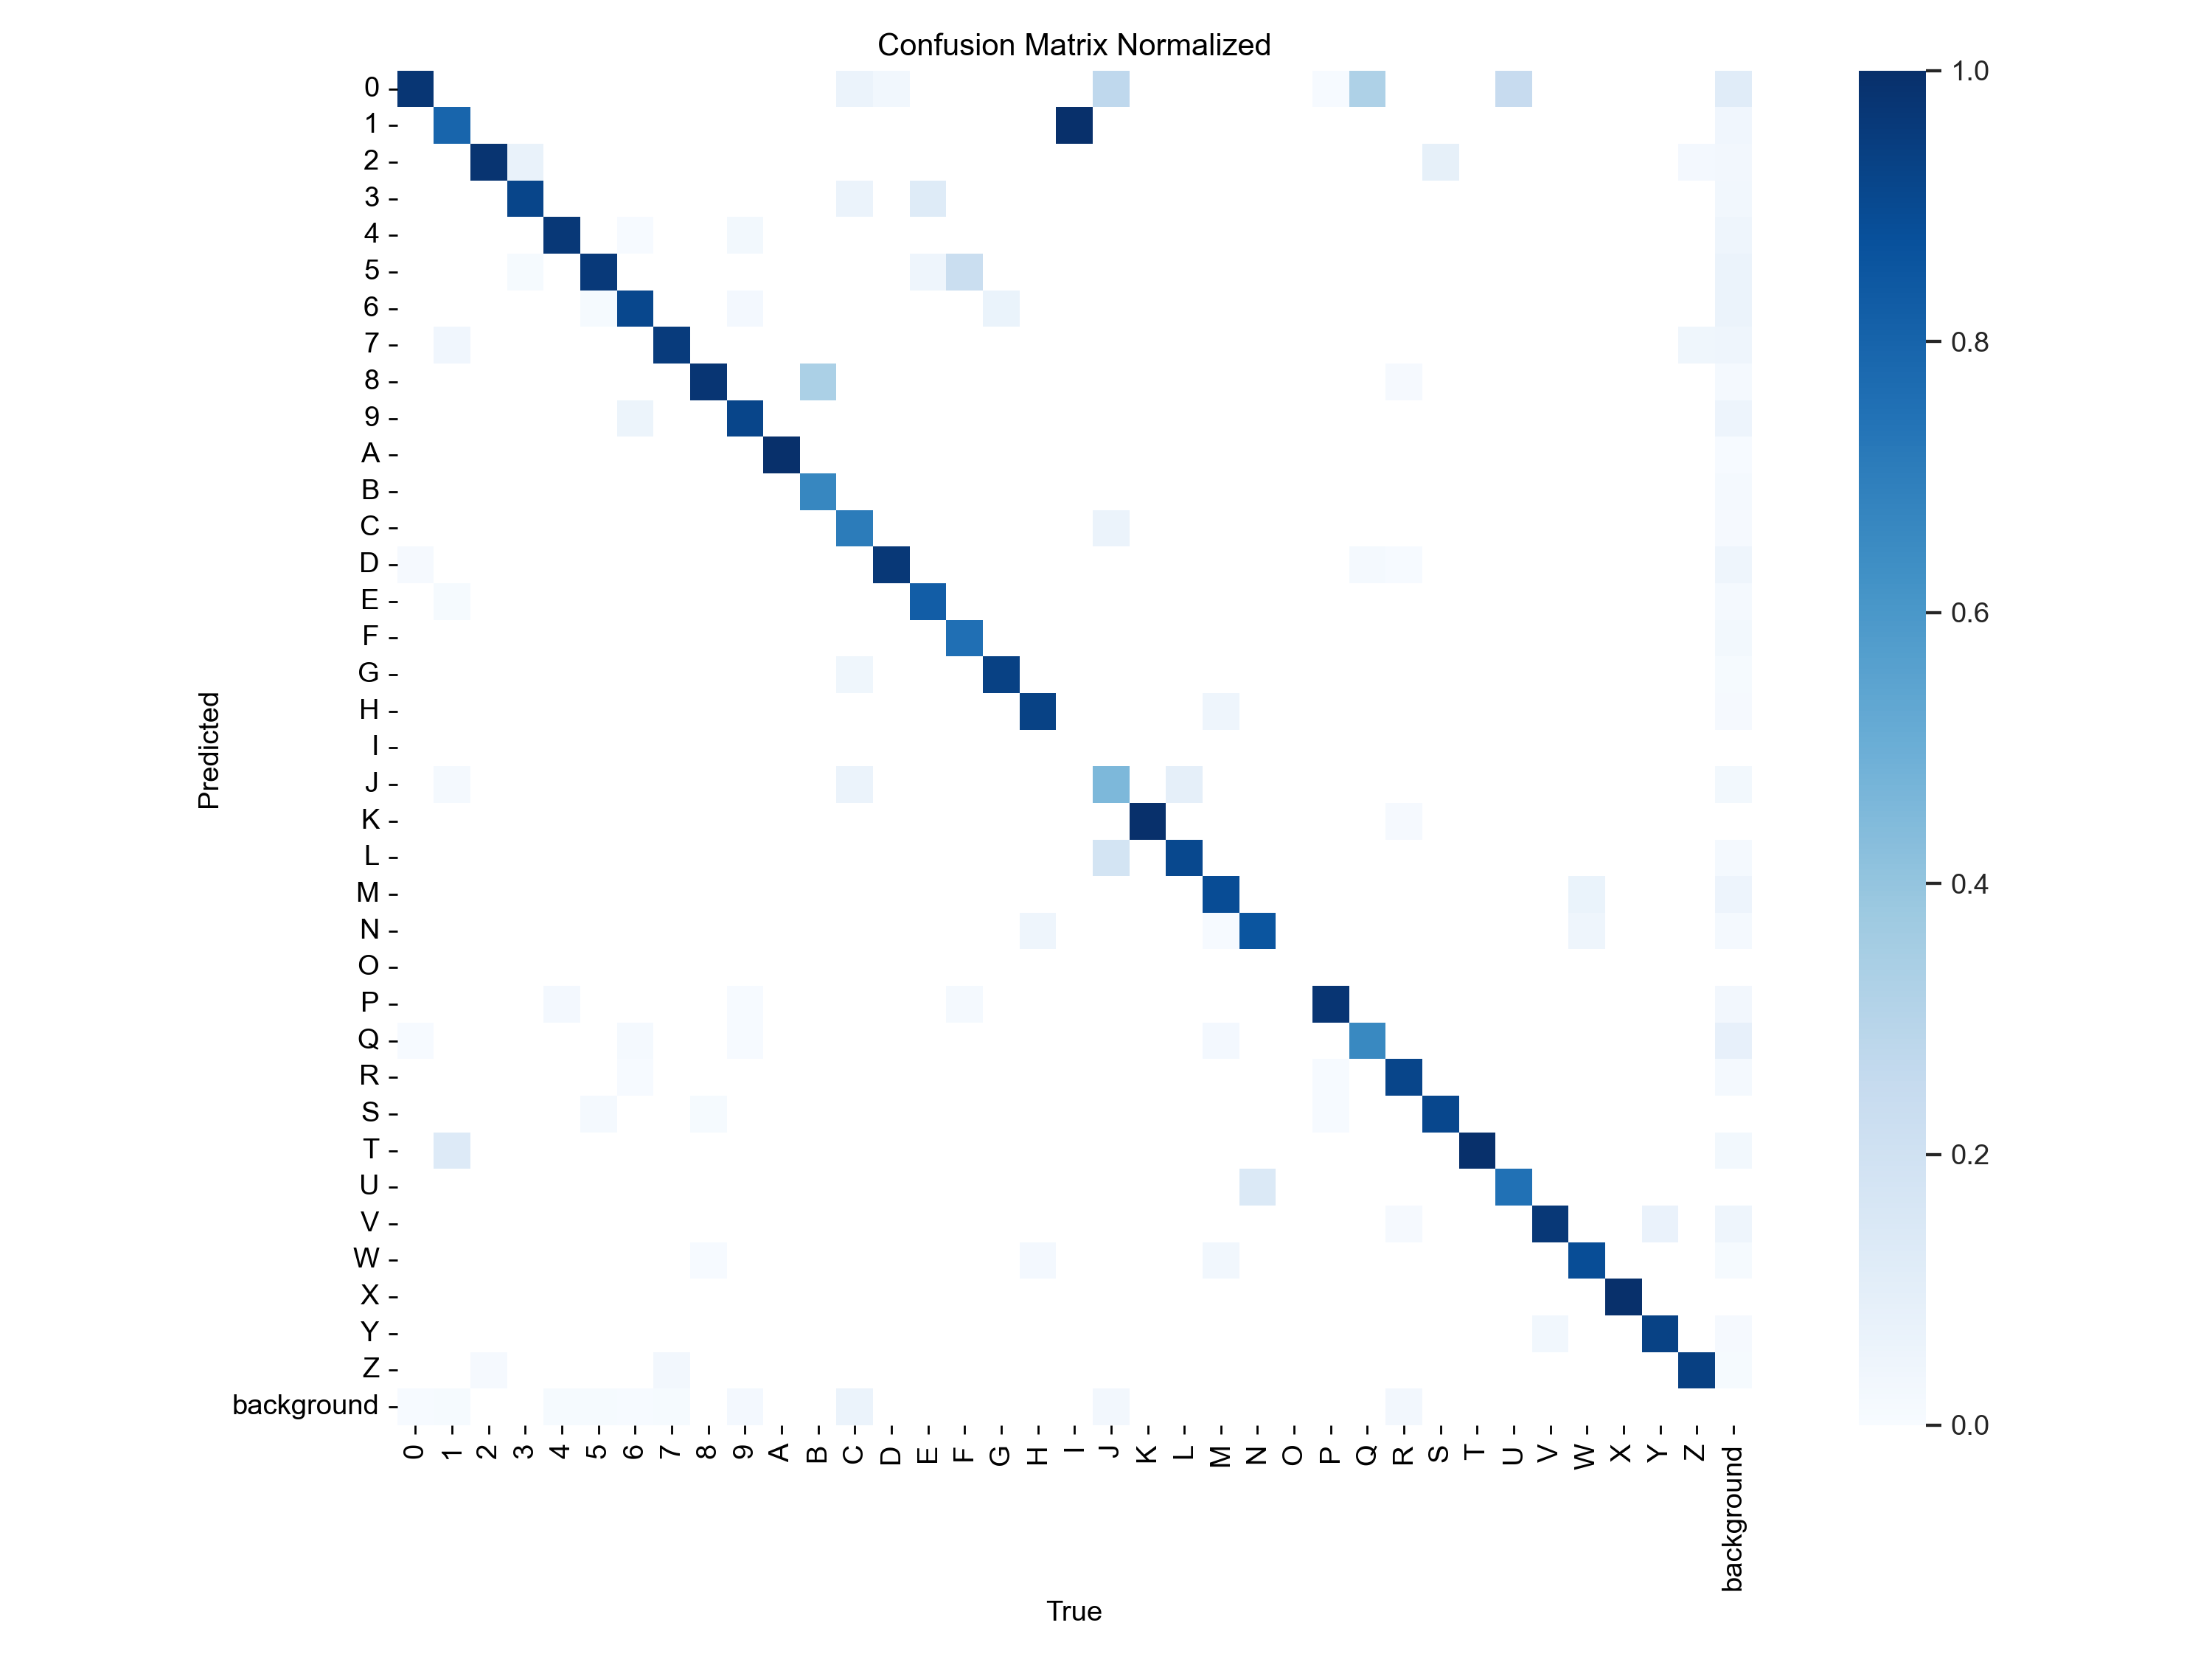 Confusion Matrix Normalized
0
1
2
3
4
5
6
7
8
9
A
B
C
D
E
F
G
H
I
J
K
L
M
N
O
P
Q
R
S
T
U
V
W
X
Y
Z
background
Predicted
0 1 2 3 4 5 6 7 8 9 A B C D E F G H I J K L M N O P Q R S T U V W X Y Z background
True
1.0
0.8
0.6
0.4
0.2
0.0